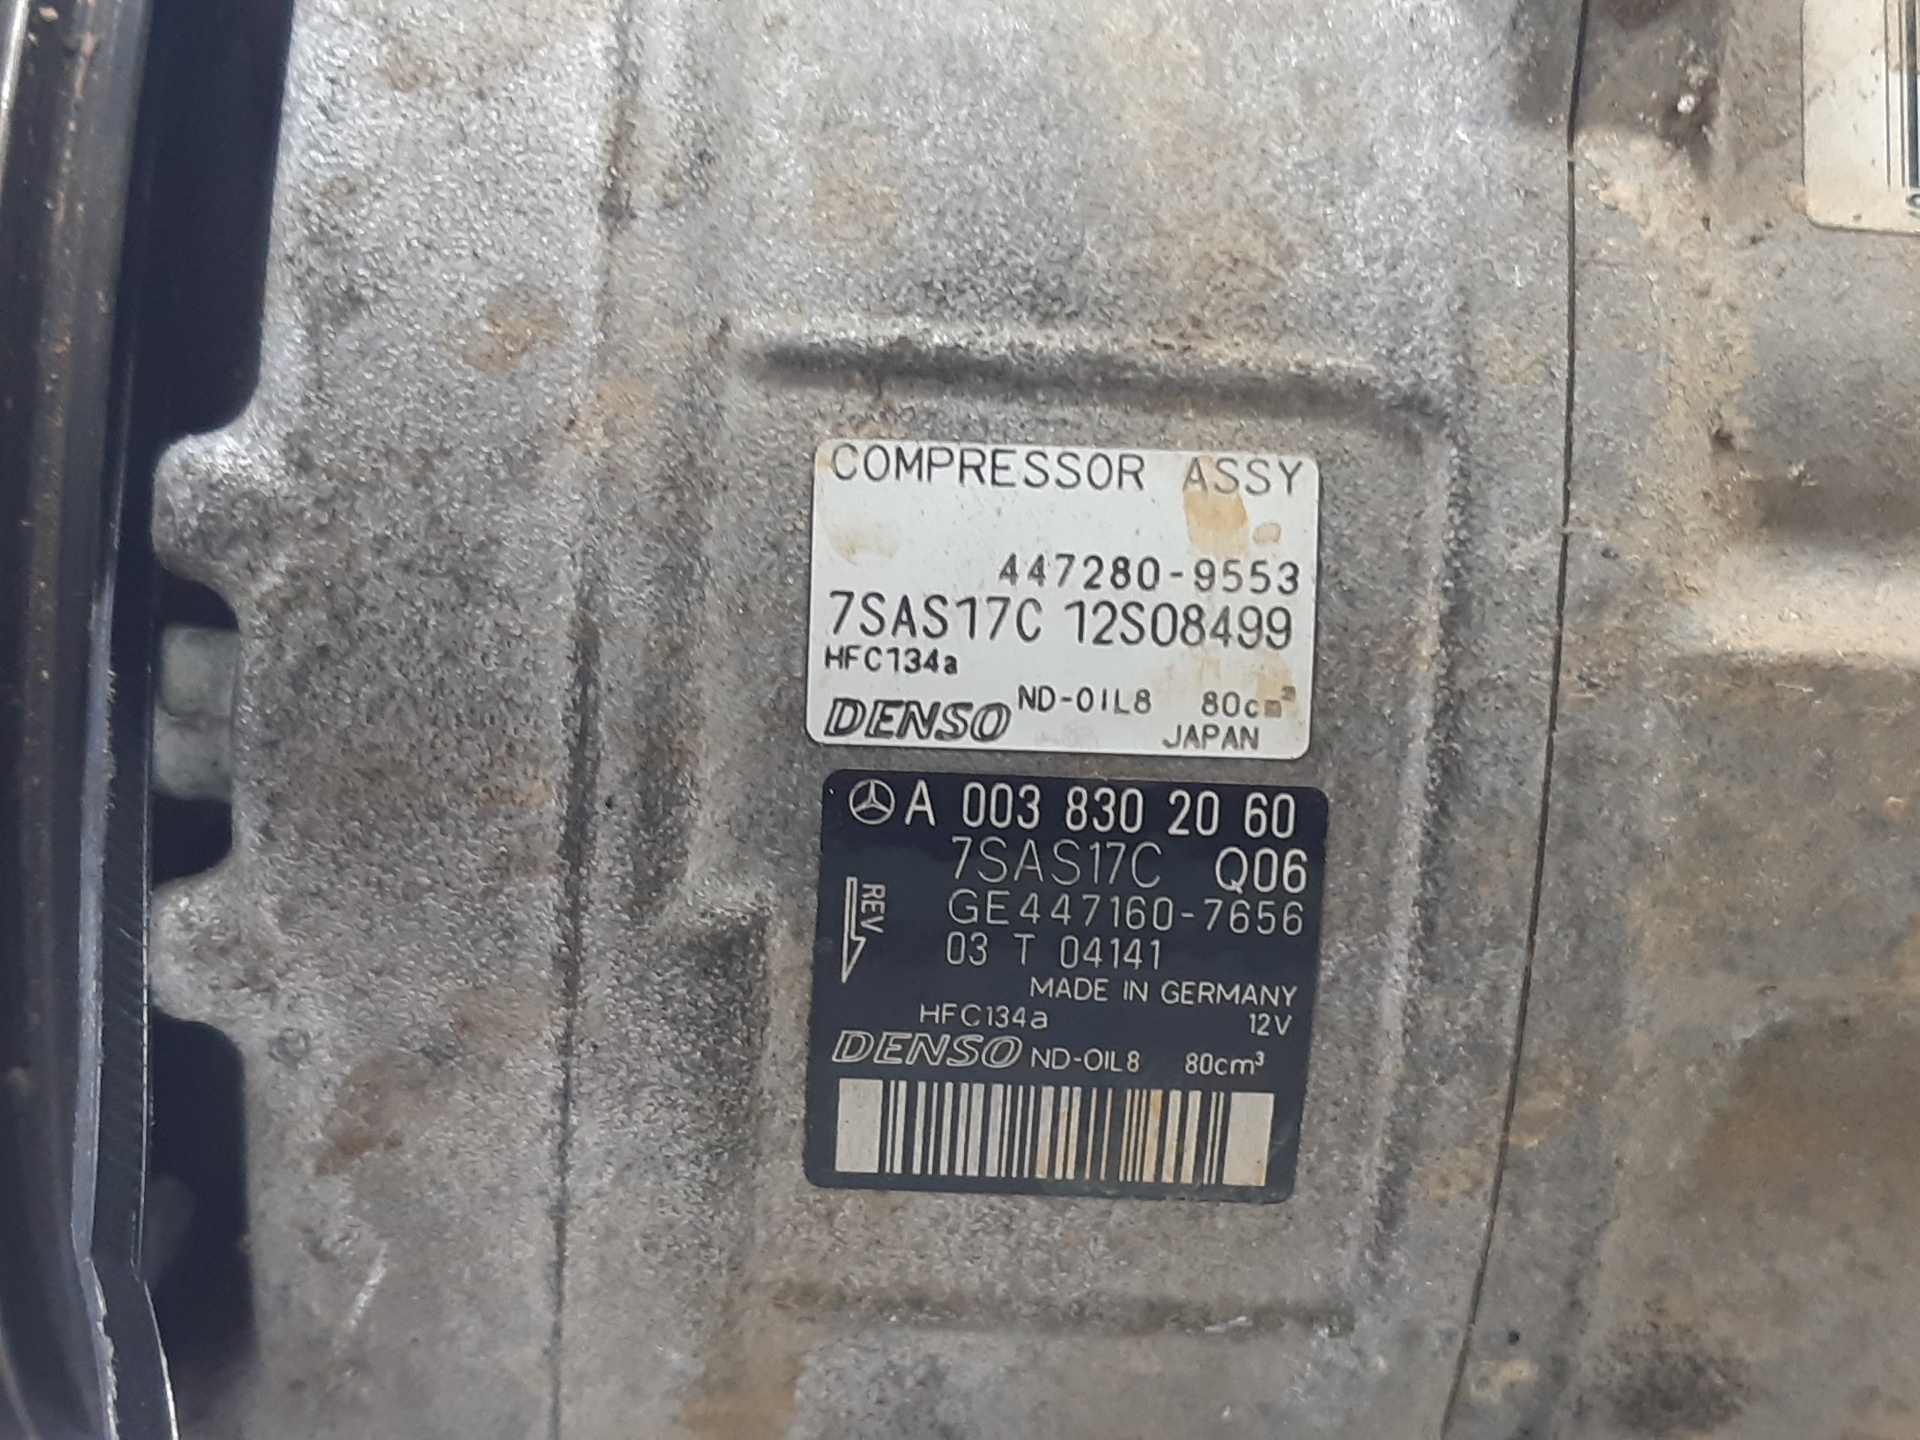 COMPRESSOR ASSY
447280-9553
7SAS17C 12S08499
HFC134a
DENSO ND-OIL8 80cm³
JAPAN
A 003 830 20 60
7SAS17C Q06
REV
GE447160-7656
03 T 04141
MADE IN GERMANY
HFC134a 12V
DENSO ND-OIL8 80cm³